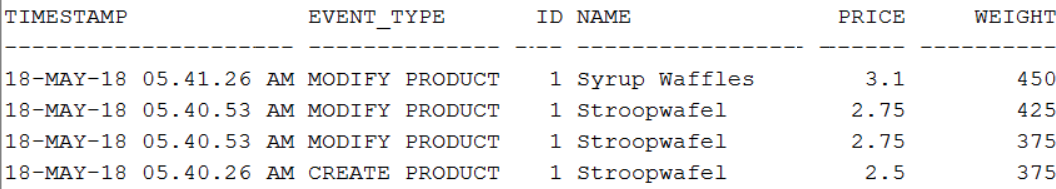 TIMESTAMP EVENT_TYPE ID NAME PRICE WEIGHT
--------------------- -------------- --- ----------------- ------ ----------
18-MAY-18 05.41.26 AM MODIFY PRODUCT 1 Syrup Waffles 3.1 450
18-MAY-18 05.40.53 AM MODIFY PRODUCT 1 Stroopwafel 2.75 425
18-MAY-18 05.40.53 AM MODIFY PRODUCT 1 Stroopwafel 2.75 375
18-MAY-18 05.40.26 AM CREATE PRODUCT 1 Stroopwafel 2.5 375